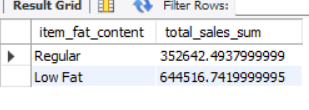 Result Grid Filter Rows:
item_fat_content total_sales_sum
Regular 352642.4937999999
Low Fat 644516.7419999995